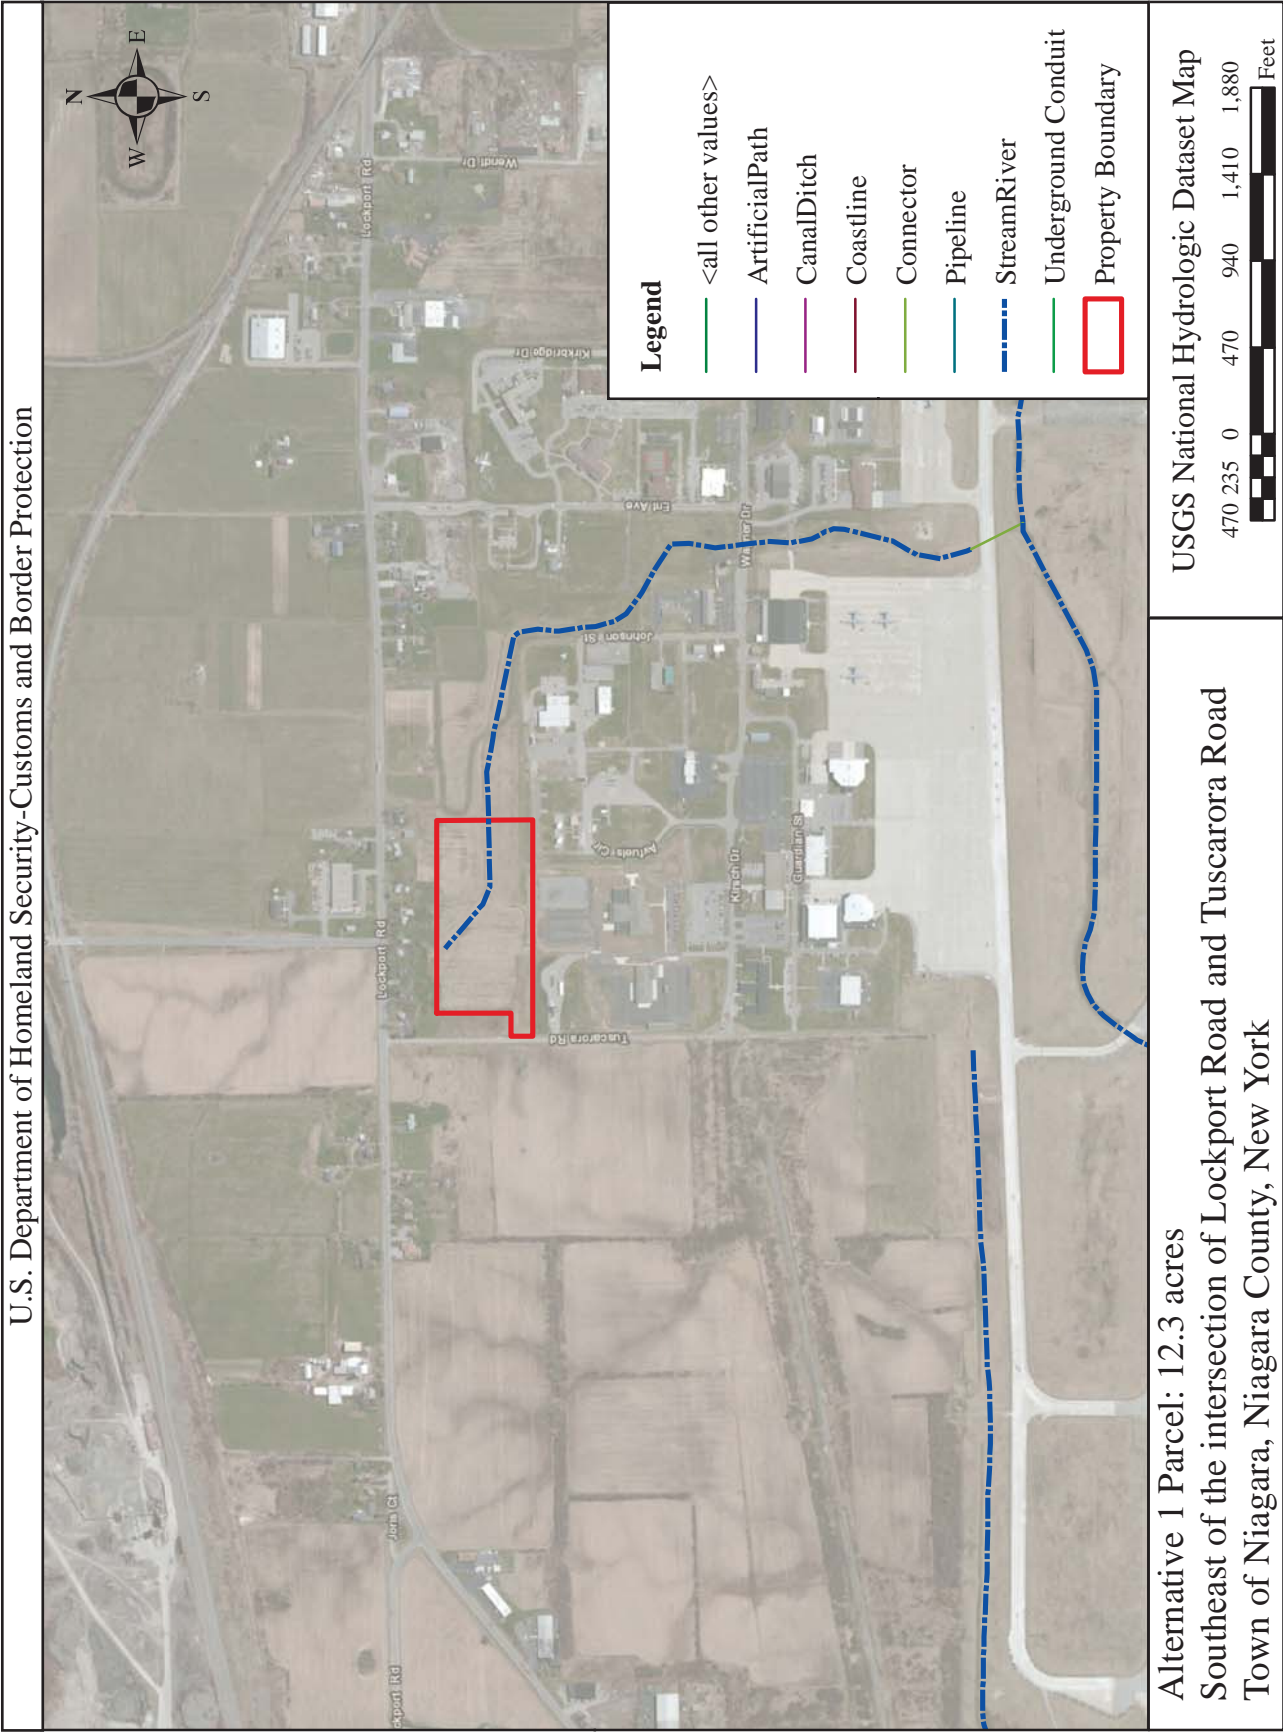 U.S. Department of Homeland Security-Customs and Border Protection
N
E
S
W
Lockport Rd
Wendt Dr
Kirkbridge Dr
Ent Ave
Lockport Rd
Johnson St
Wagner Dr
Kirsch Dr
Guardian St
Tuscarora Rd
Joria Ct
ckport Rd
Legend
<all other values>
ArtificialPath
CanalDitch
Coastline
Connector
Pipeline
StreamRiver
Underground Conduit
Property Boundary
Alternative 1 Parcel: 12.3 acres
Southeast of the intersection of Lockport Road and Tuscarora Road
Town of Niagara, Niagara County, New York
USGS National Hydrologic Dataset Map
470 235 0 470 940 1,410 1,880
Feet